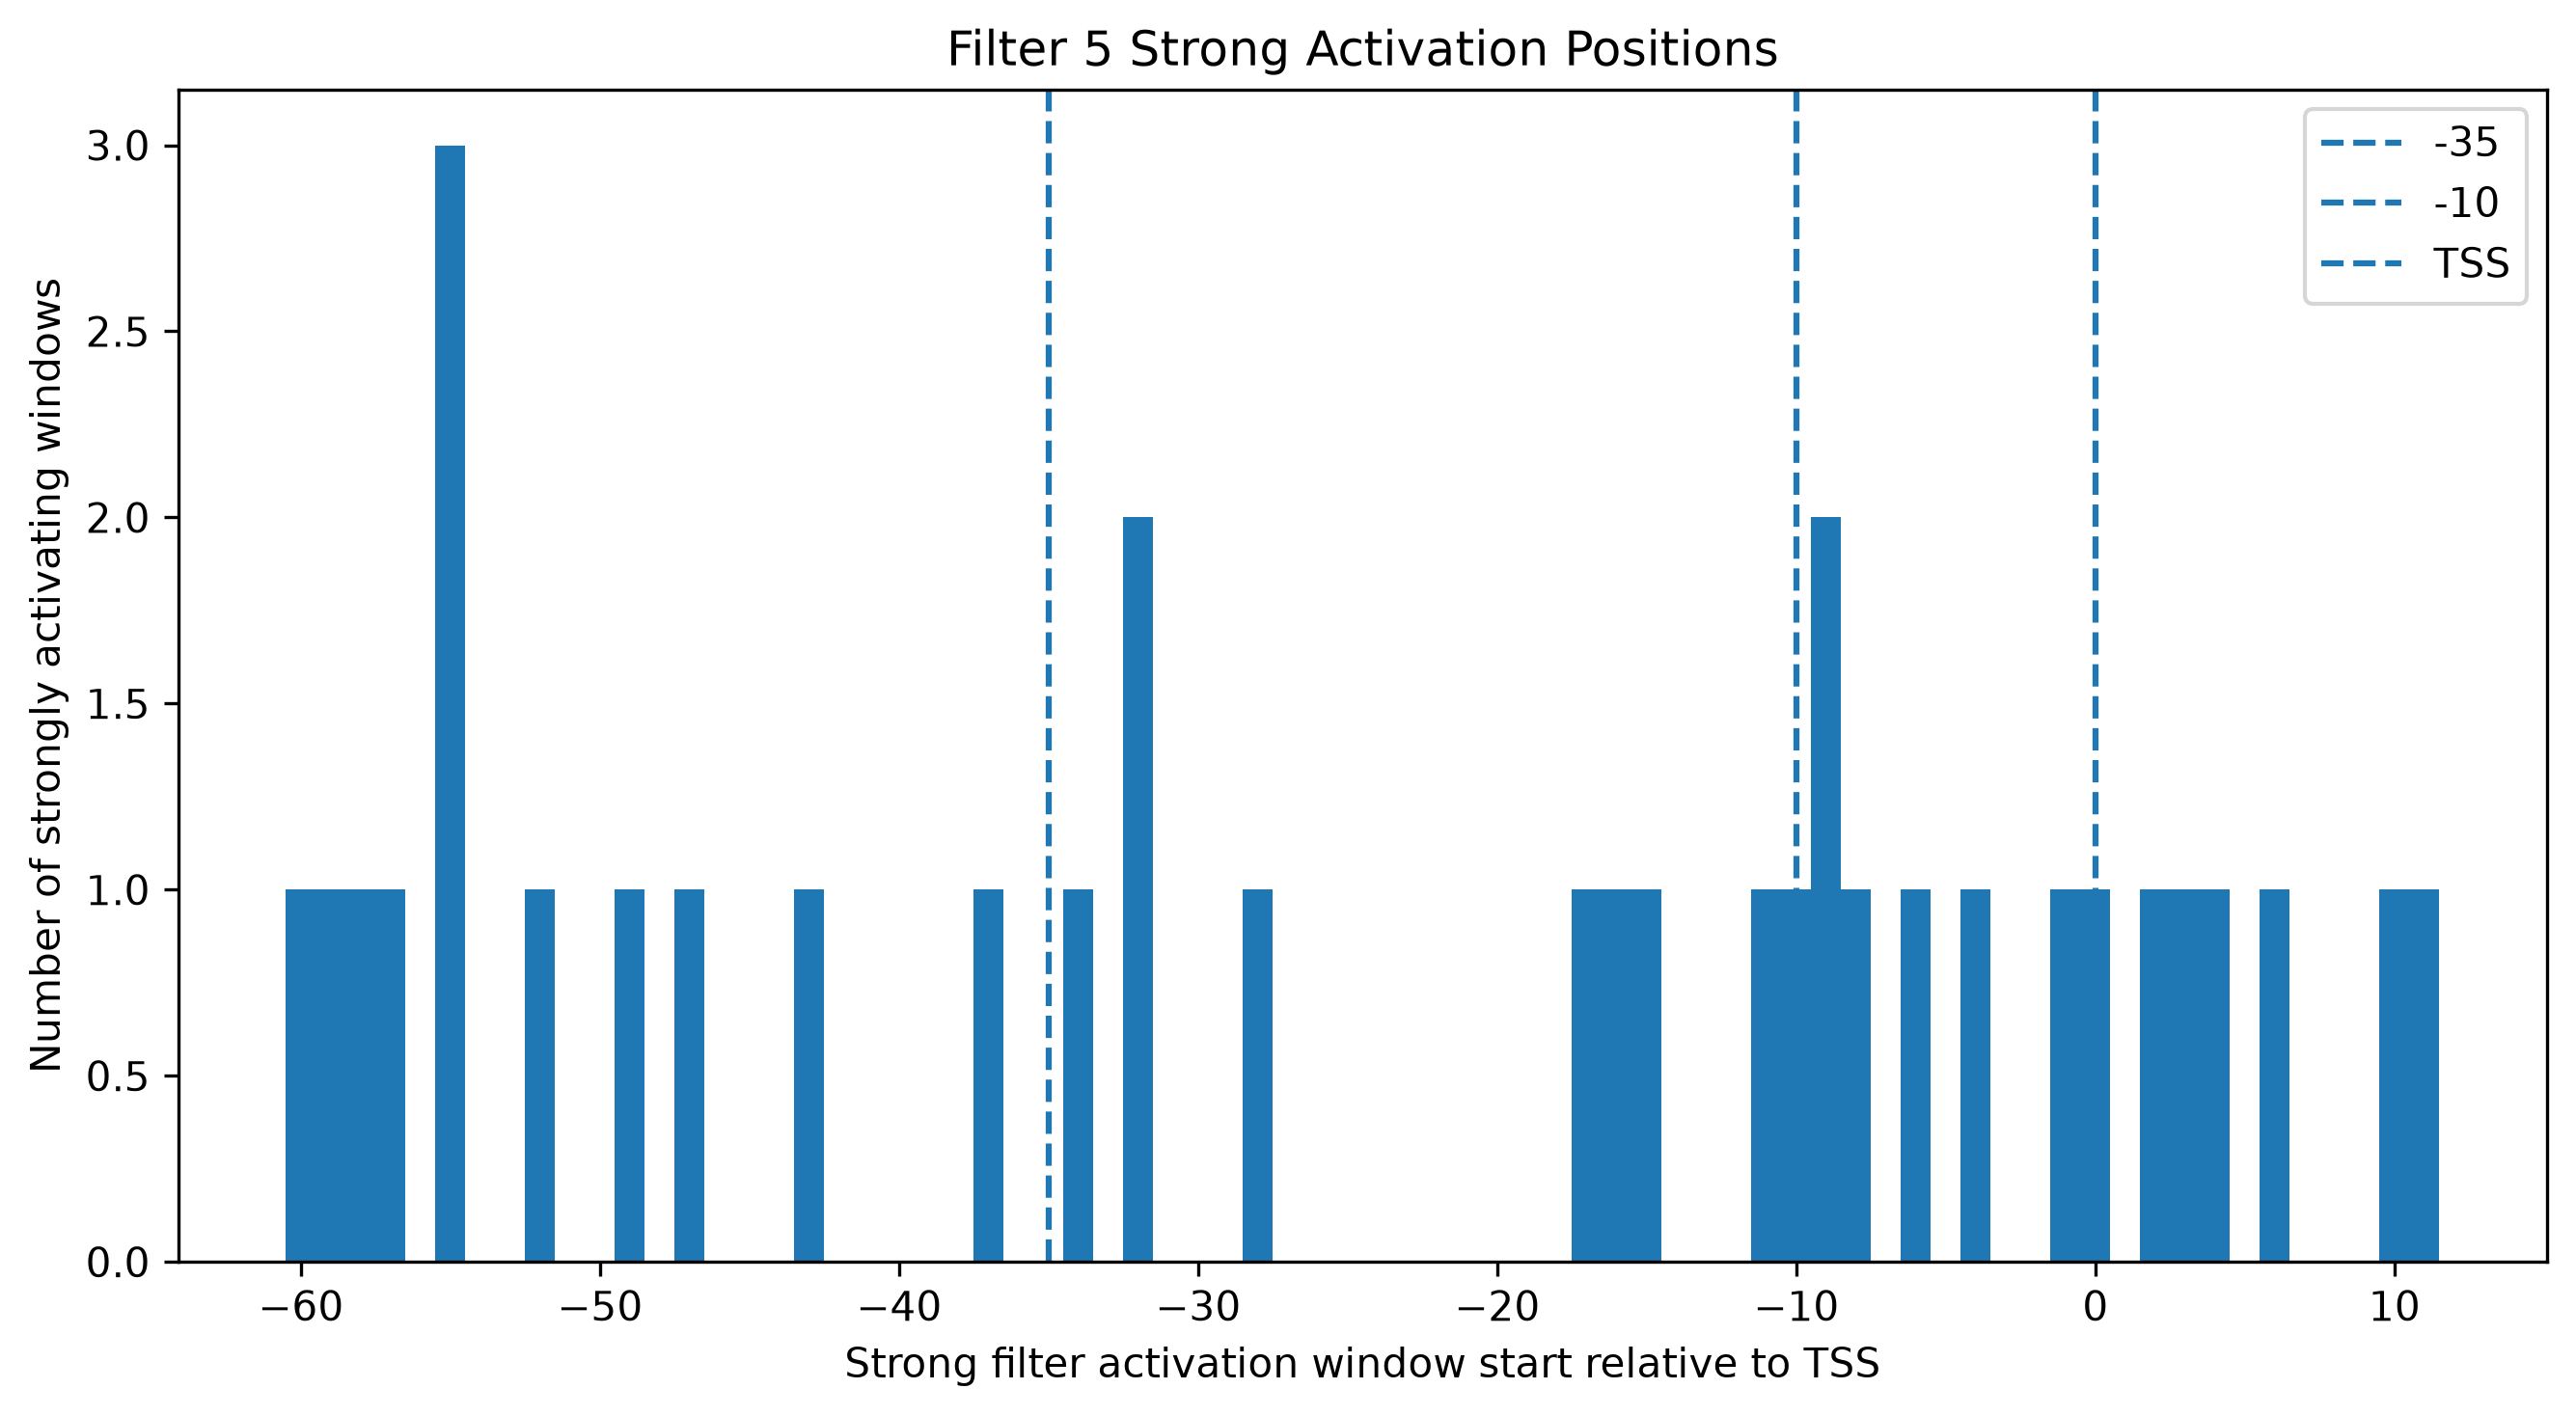 Filter 5 Strong Activation Positions
Number of strongly activating windows
3.0
2.5
2.0
1.5
1.0
0.5
0.0
-35
-10
TSS
−60 −50 −40 −30 −20 −10 0 10
Strong filter activation window start relative to TSS